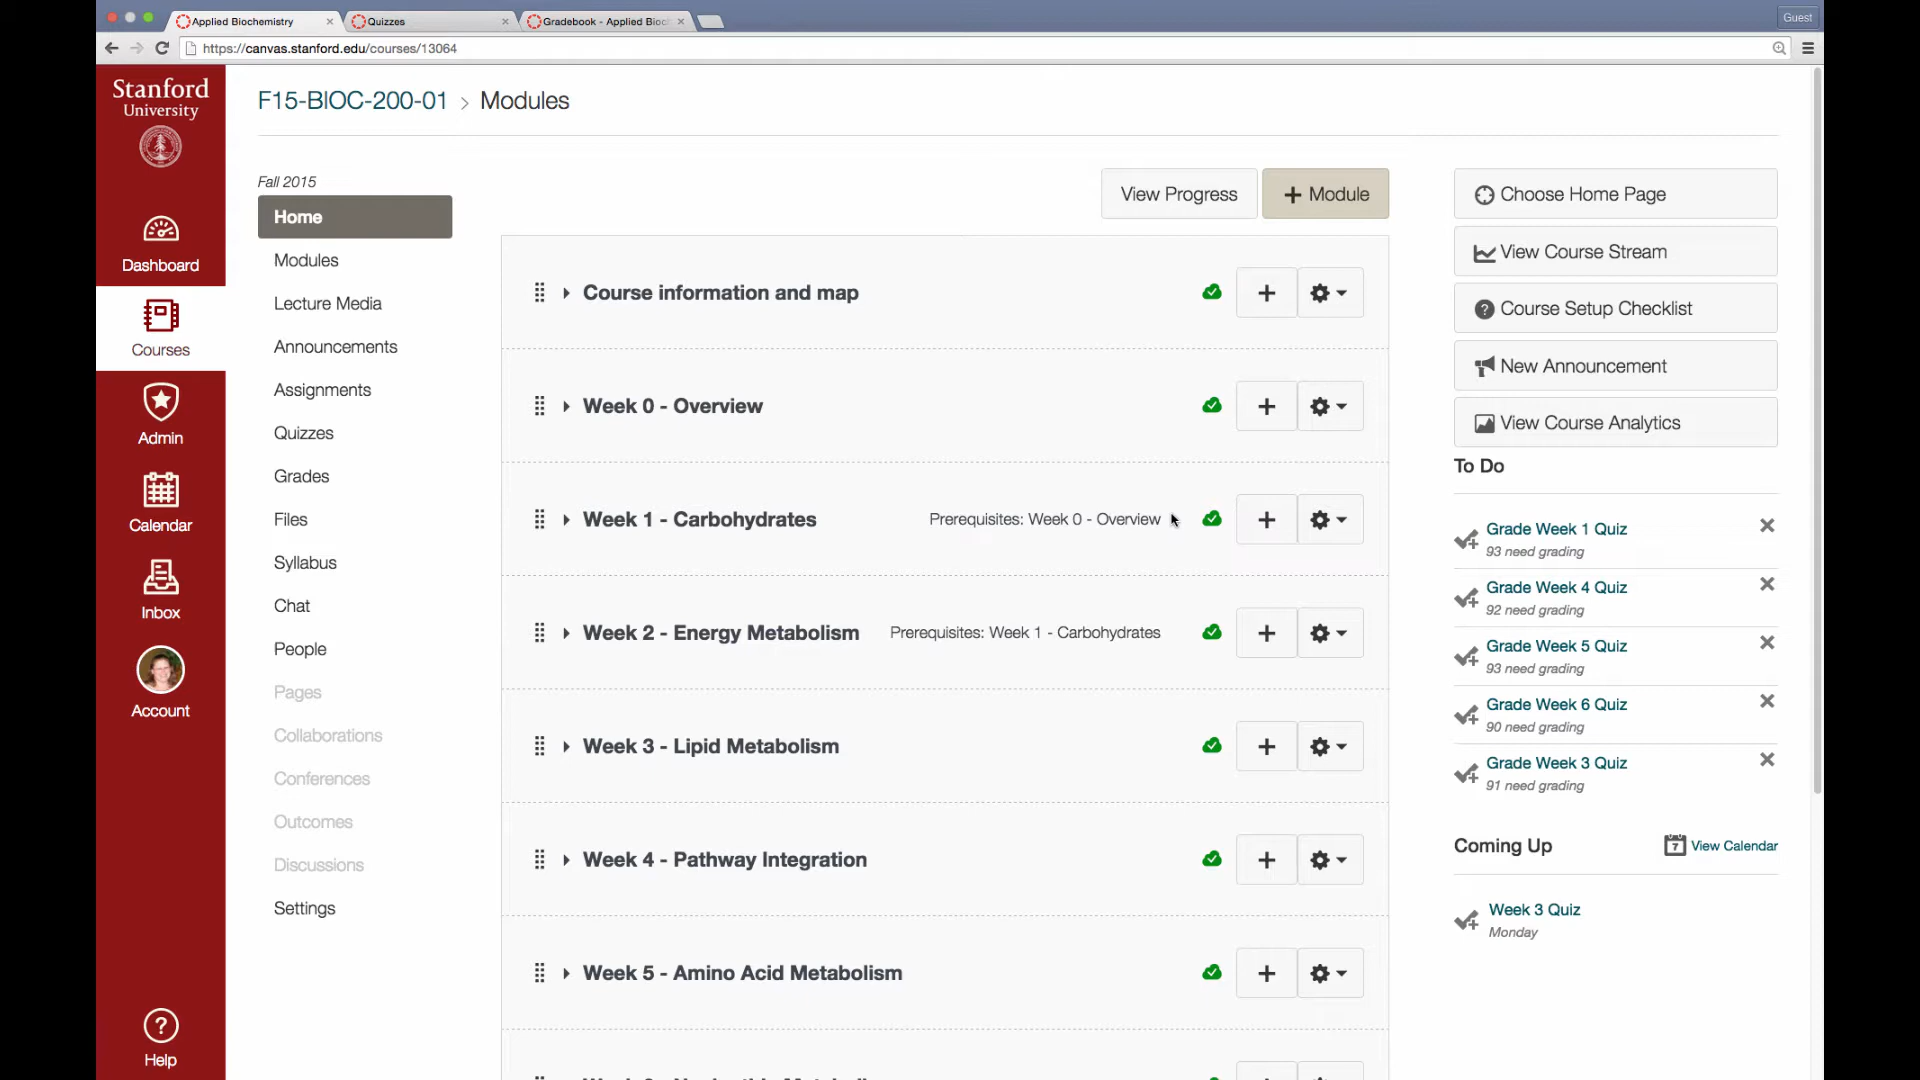 Applied Biochemistry
Quizzes
Gradebook - Applied Bioc
Guest
https://canvas.stanford.edu/courses/13064
Stanford
University
Dashboard
Courses
Admin
Calendar
Inbox
Account
Help
F15-BIOC-200-01 > Modules
Fall 2015
Home
Modules
Lecture Media
Announcements
Assignments
Quizzes
Grades
Files
Syllabus
Chat
People
Pages
Collaborations
Conferences
Outcomes
Discussions
Settings
View Progress
+ Module
Course information and map
Week 0 - Overview
Week 1 - Carbohydrates
Prerequisites: Week 0 - Overview
Week 2 - Energy Metabolism
Prerequisites: Week 1 - Carbohydrates
Week 3 - Lipid Metabolism
Week 4 - Pathway Integration
Week 5 - Amino Acid Metabolism
Choose Home Page
View Course Stream
Course Setup Checklist
New Announcement
View Course Analytics
To Do
Grade Week 1 Quiz
93 need grading
Grade Week 4 Quiz
92 need grading
Grade Week 5 Quiz
93 need grading
Grade Week 6 Quiz
90 need grading
Grade Week 3 Quiz
91 need grading
Coming Up
7 View Calendar
Week 3 Quiz
Monday